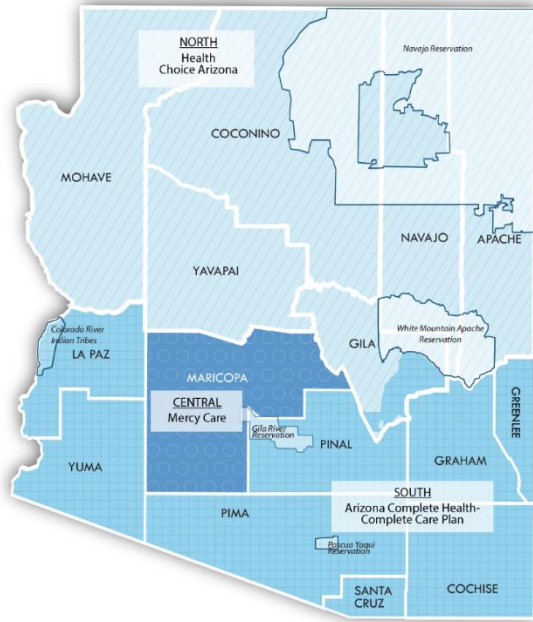 NORTH
Health
Choice Arizona
Navajo Reservation
COCONINO
MOHAVE
NAVAJO
APACHE
YAVAPAI
Colorado River
Indian Tribes
LA PAZ
White Mountain Apache
Reservation
GILA
MARICOPA
GREENLEE
CENTRAL
Mercy Care
Gila River
Reservation
PINAL
GRAHAM
YUMA
SOUTH
Arizona Complete Health-
Complete Care Plan
PIMA
Pascua Yaqui
Reservation
SANTA
CRUZ
COCHISE